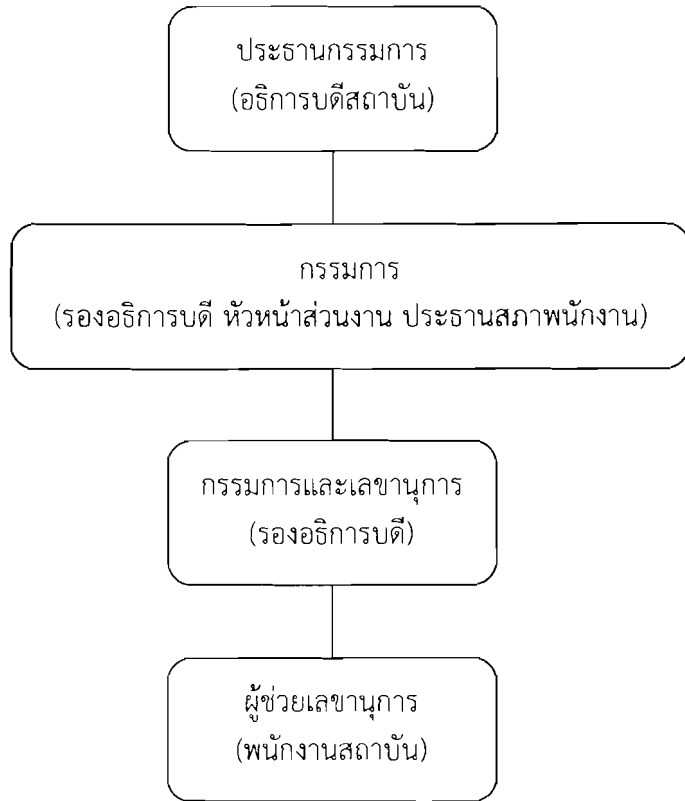 ประธานกรรมการ
(อธิการบดีสถาบัน)
กรรมการ
(รองอธิการบดี หัวหน้าส่วนงาน ประธานสภาพนักงาน)
กรรมการและเลขานุการ
(รองอธิการบดี)
ผู้ช่วยเลขานุการ
(พนักงานสถาบัน)